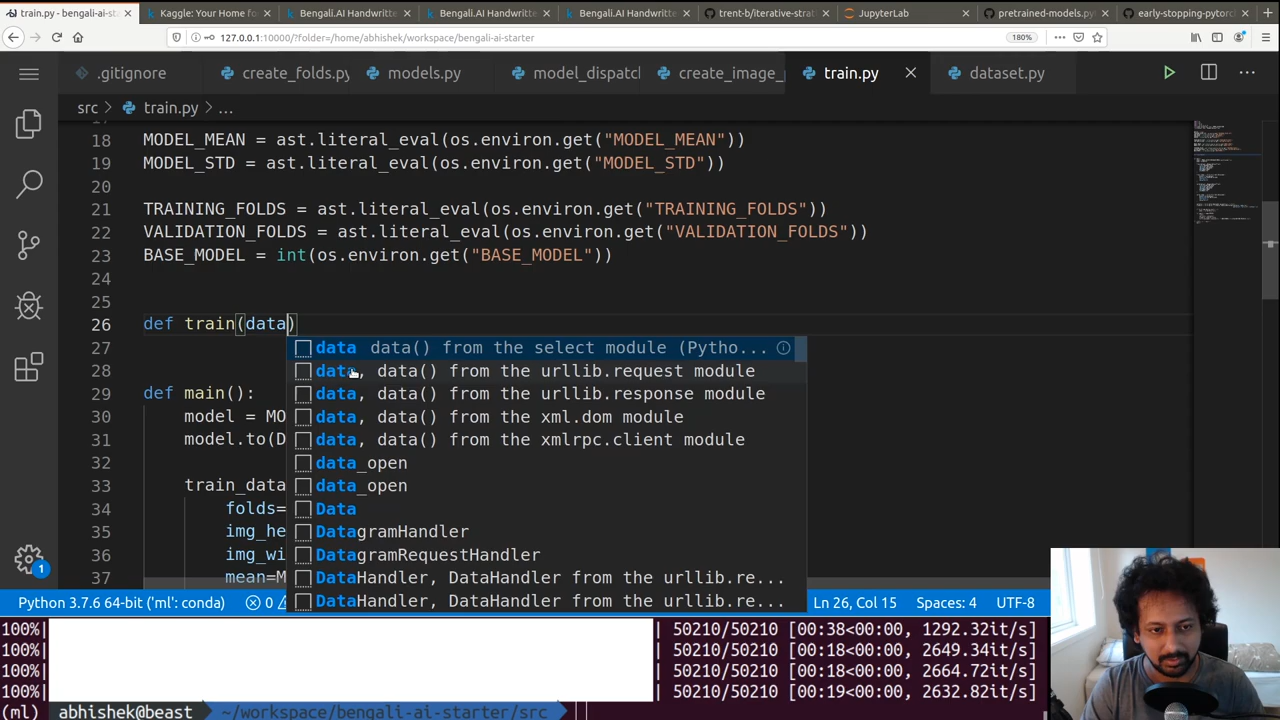 train.py - bengali-ai-star
Kaggle: Your Home fo
Bengali.AI Handwritte
Bengali.AI Handwritte
Bengali.AI Handwritte
trent-b/iterative-strat
JupyterLab
pretrained-models.py
early-stopping-pytorc
127.0.0.1:10000/?folder=/home/abhishek/workspace/bengali-ai-starter
180%
.gitignore
create_folds.py
models.py
model_dispatc
create_image_
train.py
dataset.py
src > train.py > ...
18 MODEL_MEAN = ast.literal_eval(os.environ.get("MODEL_MEAN"))
19 MODEL_STD = ast.literal_eval(os.environ.get("MODEL_STD"))
20
21 TRAINING_FOLDS = ast.literal_eval(os.environ.get("TRAINING_FOLDS"))
22 VALIDATION_FOLDS = ast.literal_eval(os.environ.get("VALIDATION_FOLDS"))
23 BASE_MODEL = int(os.environ.get("BASE_MODEL"))
24
25
26 def train(data)
27
28
29 def main():
30 model = MO
31 model.to(D
32
33 train_data
34 folds=
35 img_he
36 img_wi
37 mean=M
data data() from the select module (Pytho...
data, data() from the urllib.request module
data, data() from the urllib.response module
data, data() from the xml.dom module
data, data() from the xmlrpc.client module
data_open
data_open
Data
DatagramHandler
DatagramRequestHandler
DataHandler, DataHandler from the urllib.re...
DataHandler, DataHandler from the urllib.re...
1
Python 3.7.6 64-bit ('ml': conda)
0
Ln 26, Col 15
Spaces: 4
UTF-8
100%| | 50210/50210 [00:38<00:00, 1292.32it/s]
100%| | 50210/50210 [00:18<00:00, 2649.34it/s]
100%| | 50210/50210 [00:18<00:00, 2664.72it/s]
100%| | 50210/50210 [00:19<00:00, 2632.82it/s]
(ml) abhishek@beast ~/workspace/bengali-ai-starter/src